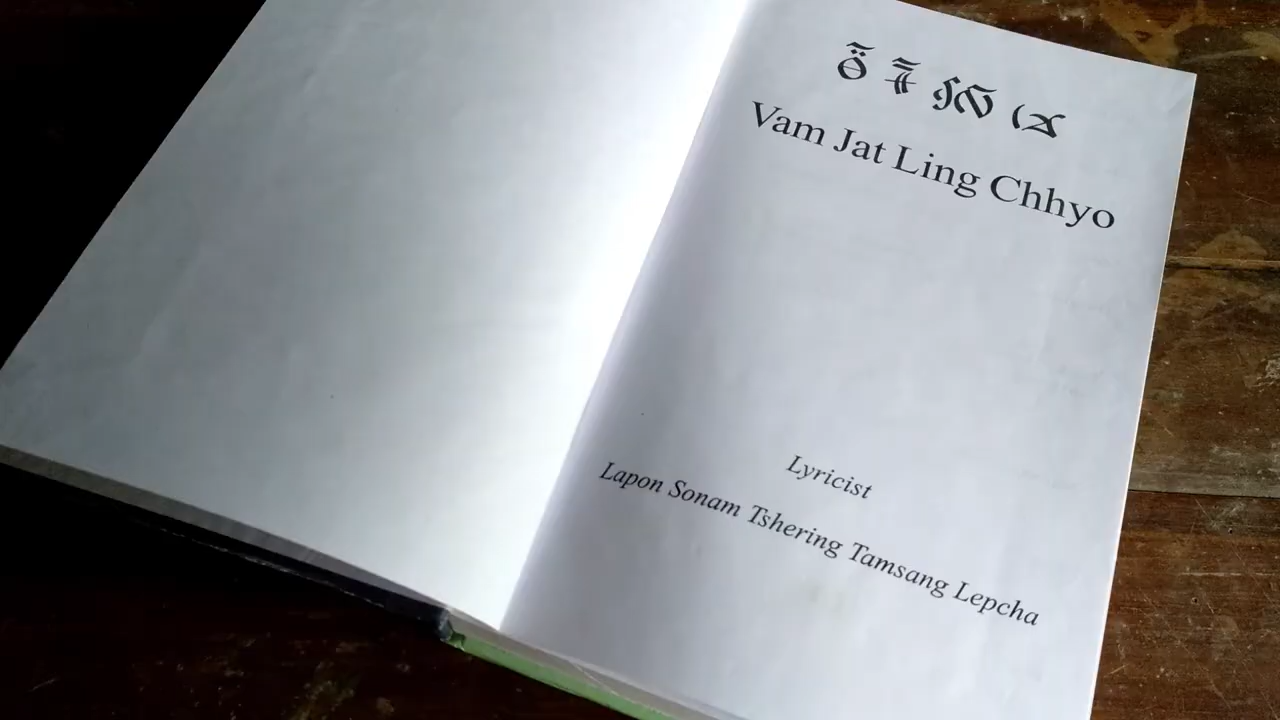 Vam Jat Ling Chhyo
Lyricist
Lapon Sonam Tshering Tamsang Lepcha